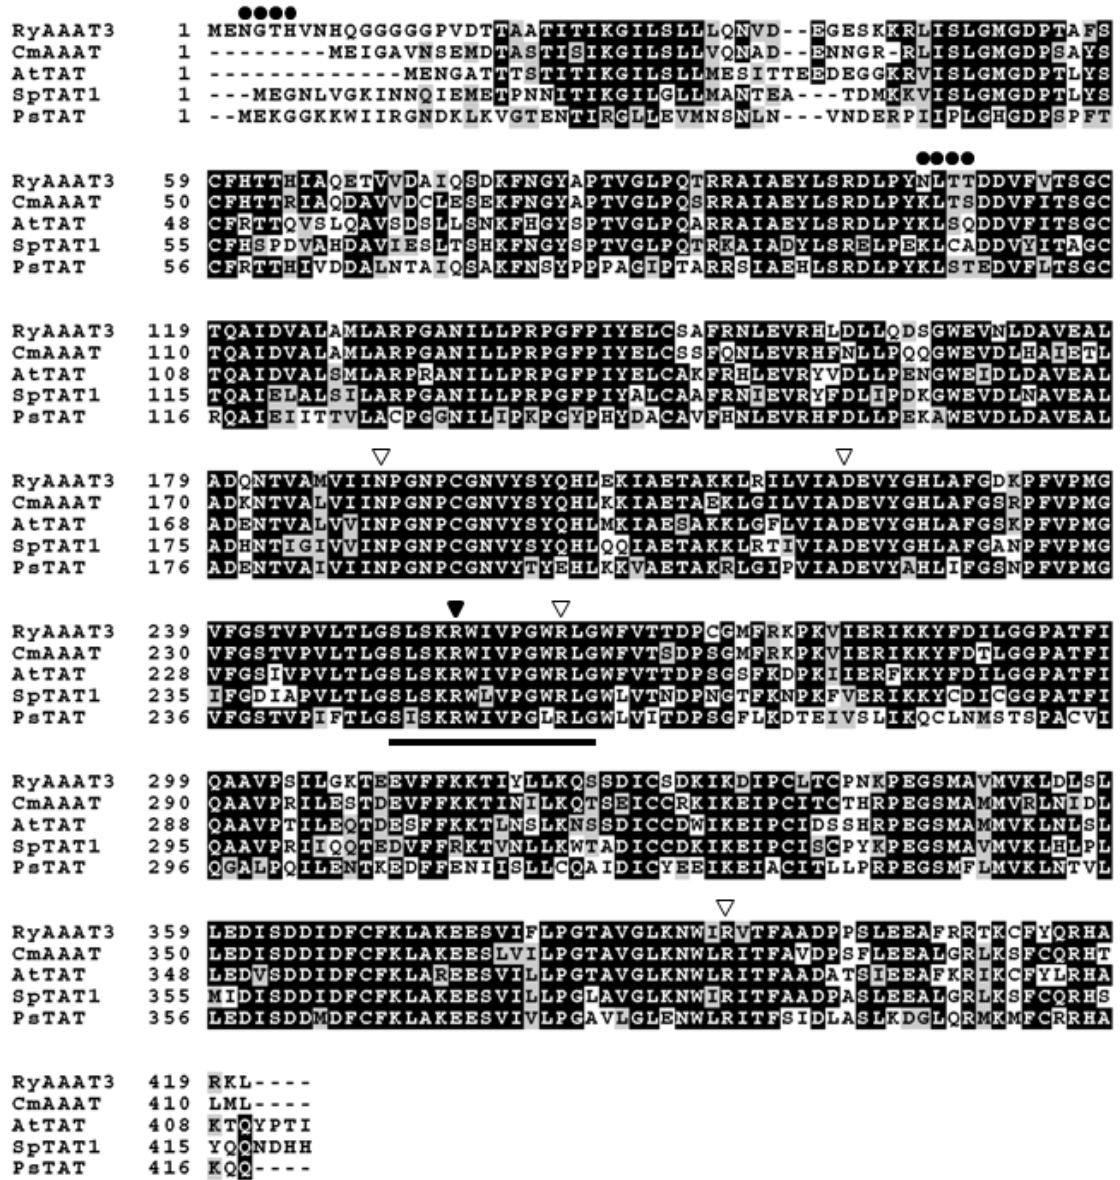 RyAAAT3 1 MENGTHVNHQGGGGGPVDTTAATITIKGILSLLLQNVD--EGESKKRLISLGMGDPTAFS
CmAAAT 1 --------MEIGAVNSEMDTASTISIKGILSLLVQNAD--ENNGR-RLISLGMGDPSAYS
AtTAT 1 -------------MENGATTTSTITIKGILSLLMESITTEEDEGGKRVISLGMGDPTLYS
SpTAT1 1 ---MEGNLVGKINNQIEMETPNNITIKGILGLLMANTEA---TDMKKVISLGMGDPTLYS
PsTAT 1 --MEKGGKKWIIRGNDKLKVGTENTIRGLLEVMNSNLN---VNDERPIIPLGHGDPSPFT
RyAAAT3 59 CFHTTHIAQETVVDAIQSDKFNGYAPTVGLPQTRRAIAEYLSRDLPYNLTTDDVFVTSGC
CmAAAT 50 CFHTTRIAQDAVVDCLESEKFNGYAPTVGLPQSRRAIAEYLSRDLPYKLTSDDVFITSGC
AtTAT 48 CFRTTQVSLQAVSDSLLSNKFHGYSPTVGLPQARRAIAEYLSRDLPYKLSQDDVFITSGC
SpTAT1 55 CFHSPDVAHDAVIESLTSHKFNGYSPTVGLPQTRKAIADYLSRELPEKLCADDVYITAGC
PsTAT 56 CFRTTHIVDDALNTAIQSAKFNSYPPPAGIPTARRSIAEHLSRDLPYKLSTEDVFLTSGC
RyAAAT3 119 TQAIDVALAMLARPGANILLPRPGFPIYELCSAFRNLEVRHLDLLQDSGWEVNLDAVEAL
CmAAAT 110 TQAIDVALAMLARPGANILLPRPGFPIYELCSSFQNLEVRHFNLLPQQGWEVDLHAIETL
AtTAT 108 TQAIDVALSMLARPRANILLPRPGFPIYELCAKFRHLEVRYVDLLPENGWEIDLDAVEAL
SpTAT1 115 TQAIELALSILARPGANILLPRPGFPIYALCAAFRNIEVRYFDLIPDKGWEVDLNAVEAL
PsTAT 116 RQAIEIITTVLACPGGNILIPKPGYPHYDACAVFHNLEVRHFDLLPEKAWEVDLDAVEAL
RyAAAT3 179 ADQNTVAMVIINPGNPCGNVYSYQHLEKIAETAKKLRILVIADEVYGHLAFGDKPFVPMG
CmAAAT 170 ADKNTVALVIINPGNPCGNVYSYQHLKKIAETAEKLGILVIADEVYGHLAFGSRPFVPMG
AtTAT 168 ADENTVALVVINPGNPCGNVYSYQHLMKIAESAKKLGFLVIADEVYGHLAFGSKPFVPMG
SpTAT1 175 ADHNTIGIVVINPGNPCGNVYSYQHLQQIAETAKKLRTIVIADEVYGHLAFGANPFVPMG
PsTAT 176 ADENTVAIVIINPGNPCGNVYTYEHLKKVAETAKRLGIPVIADEVYAHLIFGSNPFVPMG
RyAAAT3 239 VFGSTVPVLTLGSLSKRWIVPGWRLGWFVTTDPCGMFRKPKVIERIKKYFDILGGPATFI
CmAAAT 230 VFGSTVPVLTLGSLSKRWIVPGWRLGWFVTSDPSGMFRKPKVIERIKKYFDTLGGPATFI
AtTAT 228 VFGSIVPVLTLGSLSKRWIVPGWRLGWFVTTDPSGSFKDPKIIERFKKYFDILGGPATFI
SpTAT1 235 IFGDIAPVLTLGSLSKRWLVPGWRLGWLVTNDPNGTFKNPKFVERIKKYCDICGGPATFI
PsTAT 236 VFGSTVPIFTLGSISKRWIVPGLRLGWLVITDPSGFLKDTEIVSLIKQCLNMSTSPACVI
RyAAAT3 299 QAAVPSILGKTEEVFFKKTIYLLKQSSDICSDKIKDIPCLTCPNKPEGSMAVMVKLDLSL
CmAAAT 290 QAAVPRILESTDEVFFKKTINILKQTSEICCRKIKEIPCITCTHRPEGSMAMMVRLNIDL
AtTAT 288 QAAVPTILEQTDESFFKKTLNSLKNSSDICCDWIKEIPCIDSSHRPEGSMAMMVKLNLSL
SpTAT1 295 QAAVPRIIQQTEDVFFRKTVNLLKWTADICCDKIKEIPCISCPYKPEGSMAVMVKLHLPL
PsTAT 296 QGALPQILENTKEDFFENIISLLCQAIDICYEEIKEIACITLLPRPEGSMFLMVKLNTVL
RyAAAT3 359 LEDISDDIDFCFKLAKEESVIFLPGTAVGLKNWIRVTFAADPPSLEEAFRRTKCFYQRHA
CmAAAT 350 LEDISDDIDFCFKLAKEESLVILPGTAVGLKNWLRITFAVDPSFLEEALGRLKSFCQRHT
AtTAT 348 LEDVSDDIDFCFKLAREESVILLPGTAVGLKNWLRITFAADATSIEEAFKRIKCFYLRHA
SpTAT1 355 MIDISDDIDFCFKLAKEESVILLPGLAVGLKNWIRITFAADPASLEEALGRLKSFCQRHS
PsTAT 356 LEDISDDMDFCFKLAKEESVIVLPGAVLGLENWLRITFSIDLASLKDGLQRMKMFCRRHA
RyAAAT3 419 RKL----
CmAAAT 410 LML----
AtTAT 408 KTQYPTI
SpTAT1 415 YQQNDHH
PsTAT 416 KQQ----